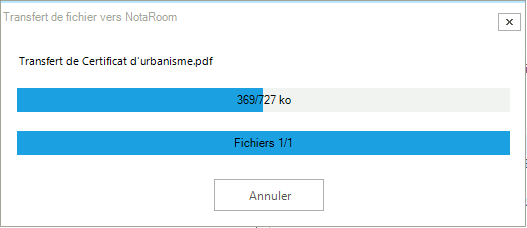 Transfert de fichier vers NotaRoom
Transfert de Certificat d'urbanisme.pdf
369/727 ko
Fichiers 1/1
Annuler